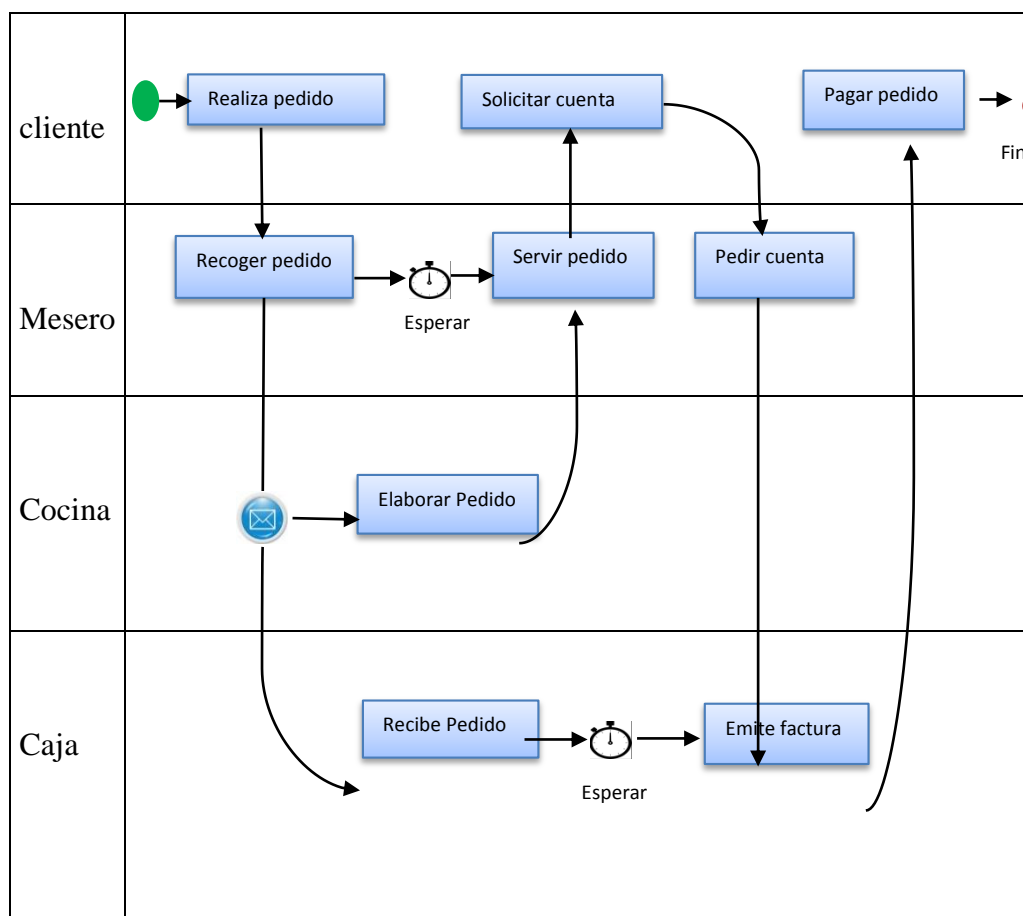 cliente
Realiza pedido
Solicitar cuenta
Pagar pedido
Fin
Mesero
Recoger pedido
Esperar
Servir pedido
Pedir cuenta
Cocina
Elaborar Pedido
Caja
Recibe Pedido
Esperar
Emite factura